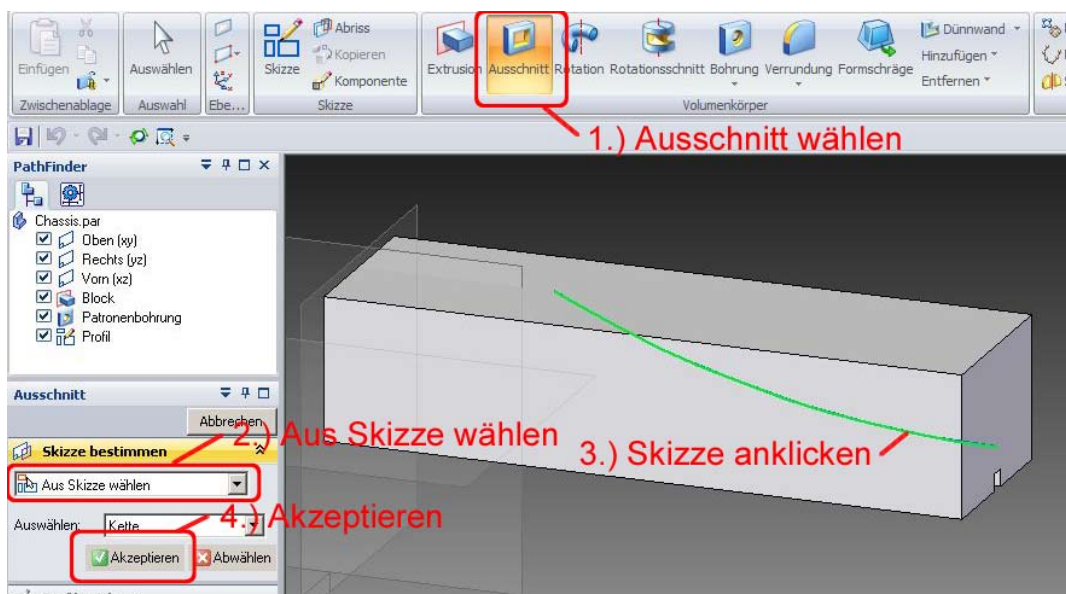 Einfügen
Auswählen
Skizze
Abriss
Kopieren
Komponente
Extrusion Ausschnitt Rotation Rotationsschnitt Bohrung Verrundung Formschräge
Dünnwand
Hinzufügen
Entfernen
Zwischenablage Auswahl Ebe... Skizze Volumenkörper
1.) Ausschnitt wählen
PathFinder
Chassis.par
Oben (xy)
Rechts (yz)
Vorn (xz)
Block
Patronenbohrung
Profil
Ausschnitt
Abbrechen
2.) Aus Skizze wählen
Skizze bestimmen
3.) Skizze anklicken
Aus Skizze wählen
4.) Akzeptieren
Auswählen: Kette
Akzeptieren Abwählen